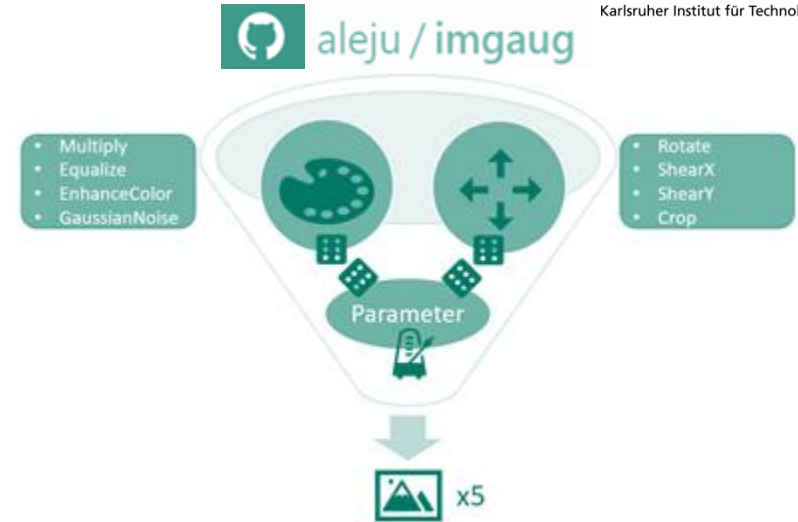 Karlsruher Institut für Technol
aleju / imgaug
• Multiply
• Equalize
• EnhanceColor
• GaussianNoise
• Rotate
• ShearX
• ShearY
• Crop
Parameter
x5